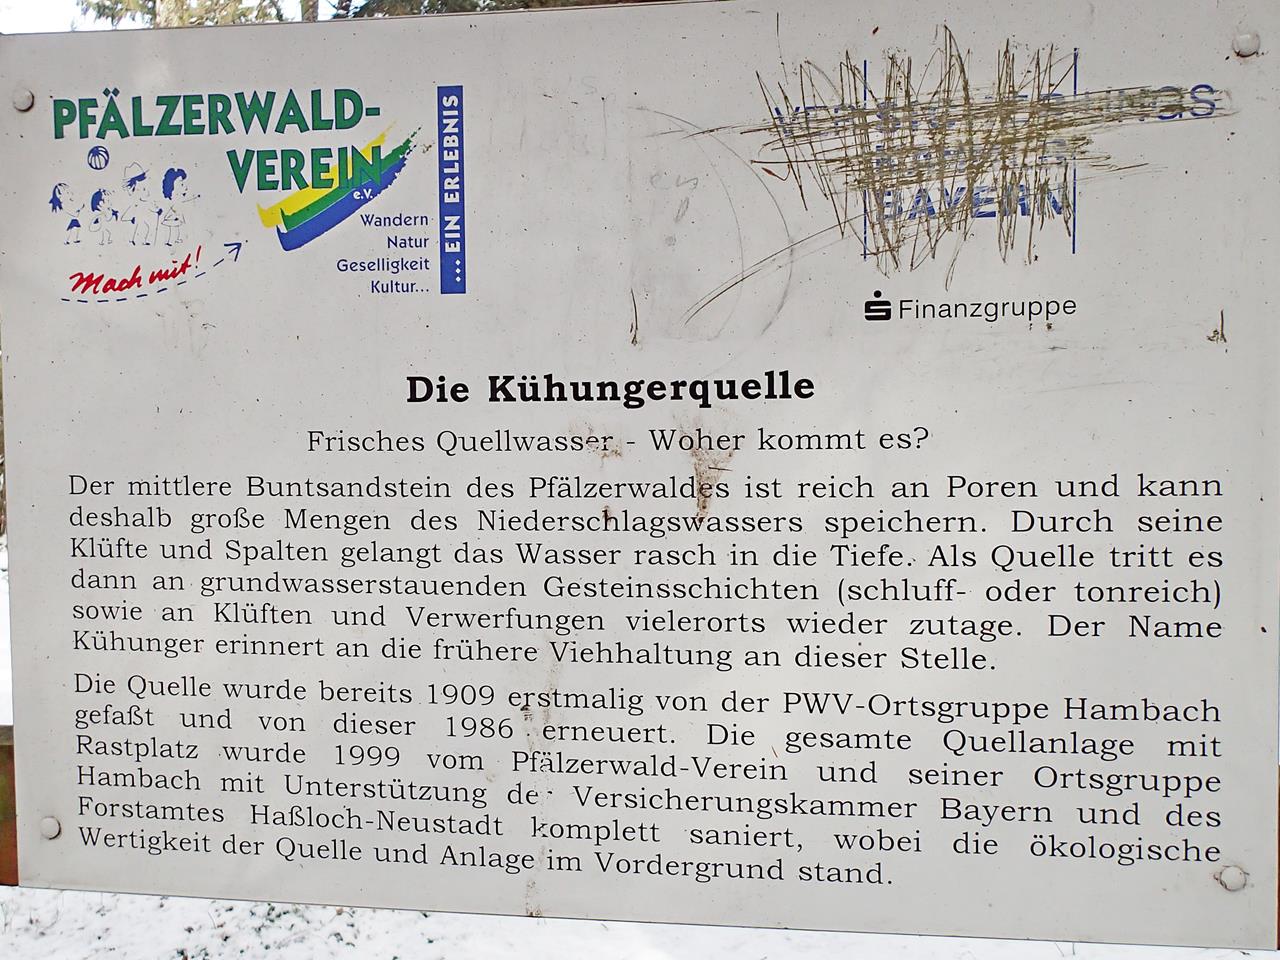 PFÄLZERWALD-
VEREIN
e.V.
Wandern
Natur
Geselligkeit
Kultur...
... EIN ERLEBNIS
Mach mit!
BAYERN
Finanzgruppe
Die Kühungerquelle
Frisches Quellwasser - Woher kommt es?
Der mittlere Buntsandstein des Pfälzerwaldes ist reich an Poren und kann
deshalb große Mengen des Niederschlagswassers speichern. Durch seine
Klüfte und Spalten gelangt das Wasser rasch in die Tiefe. Als Quelle tritt es
dann an grundwasserstauenden Gesteinsschichten (schluff- oder tonreich)
sowie an Klüften und Verwerfungen vielerorts wieder zutage. Der Name
Kühunger erinnert an die frühere Viehhaltung an dieser Stelle.
Die Quelle wurde bereits 1909 erstmalig von der PWV-Ortsgruppe Hambach
gefaßt und von dieser 1986 erneuert. Die gesamte Quellanlage mit
Rastplatz wurde 1999 vom Pfälzerwald-Verein und seiner Ortsgruppe
Hambach mit Unterstützung der Versicherungskammer Bayern und des
Forstamtes Haßloch-Neustadt komplett saniert, wobei die ökologische
Wertigkeit der Quelle und Anlage im Vordergrund stand.